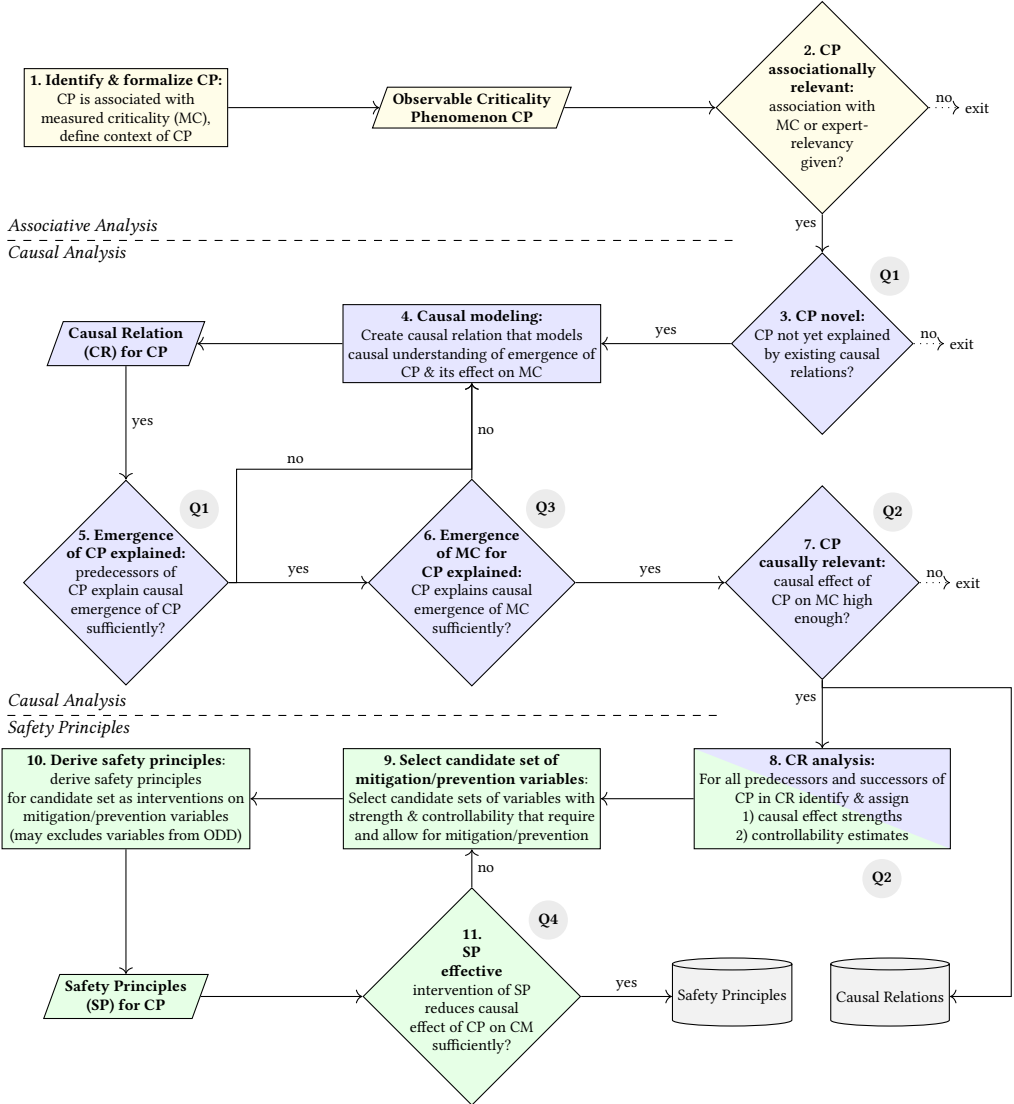 1. Identify & formalize CP:
CP is associated with
measured criticality (MC),
define context of CP
Observable Criticality
Phenomenon CP
2. CP
associationally
relevant:
association with
MC or expert-
relevancy
given?
no
exit
yes
Associative Analysis
Causal Analysis
Q1
3. CP novel:
CP not yet explained
by existing causal
relations?
no
exit
yes
4. Causal modeling:
Create causal relation that models
causal understanding of emergence of
CP & its effect on MC
Causal Relation
(CR) for CP
yes
no
no
Q1
5. Emergence
of CP explained:
predecessors of
CP explain causal
emergence of CP
sufficiently?
yes
Q3
6. Emergence
of MC for
CP explained:
CP explains causal
emergence of MC
sufficiently?
yes
Q2
7. CP
causally relevant:
causal effect of
CP on MC high
enough?
no
exit
yes
Causal Analysis
Safety Principles
8. CR analysis:
For all predecessors and successors of
CP in CR identify & assign
1) causal effect strengths
2) controllability estimates
Q2
9. Select candidate set of
mitigation/prevention variables:
Select candidate sets of variables with
strength & controllability that require
and allow for mitigation/prevention
10. Derive safety principles:
derive safety principles
for candidate set as interventions on
mitigation/prevention variables
(may excludes variables from ODD)
no
Safety Principles
(SP) for CP
Q4
11.
SP
effective
intervention of SP
reduces causal
effect of CP on CM
sufficiently?
yes
Safety Principles
Causal Relations